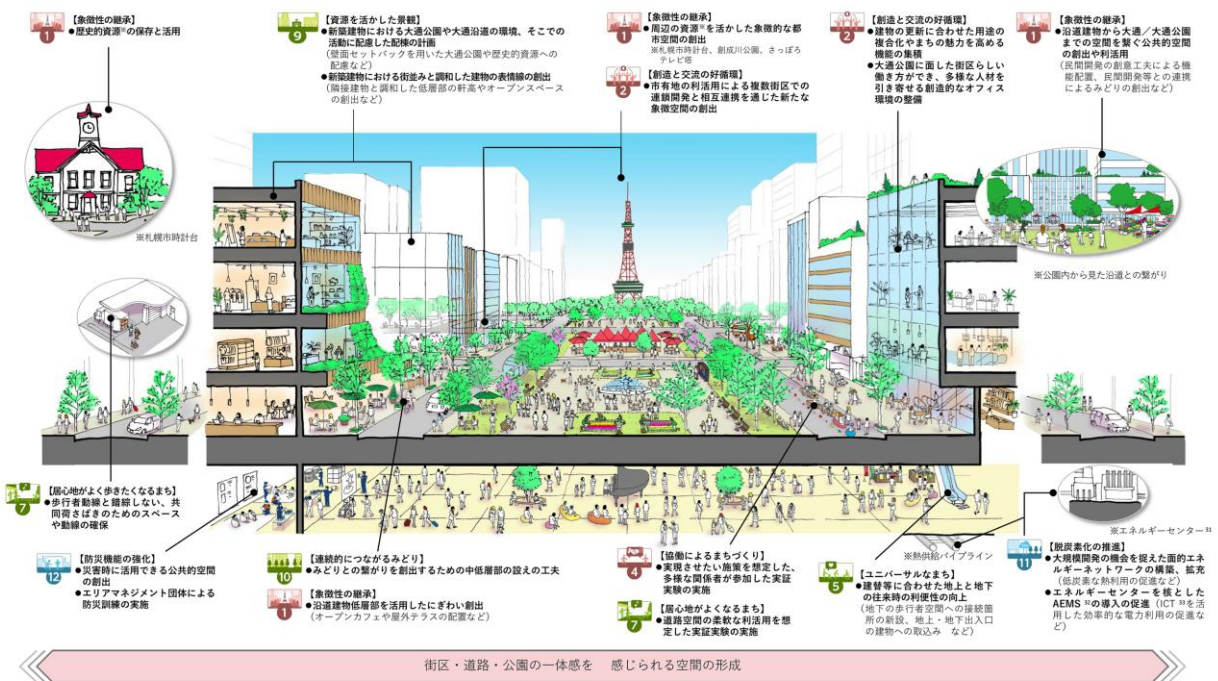 1
【象徴性の継承】
●歴史的資源※の保存と活用
※札幌市時計台
9
【資源を活かした景観】
●新築建物における大通公園や大通沿道の環境、そこでの
活動に配慮した配棟の計画
(壁面セットバックを用いた大通公園や歴史的資源への
配慮など)
●新築建物における街並みと調和した建物の表情線の創出
(隣接建物と調和した低層部の軒高やオープンスペース
の創出など)
1
【象徴性の継承】
●周辺の資源※を活かした象徴的な都
市空間の創出
※札幌市時計台、創成川公園、さっぽろ
テレビ塔
2
【創造と交流の好循環】
●市有地の利活用による複数街区での
連鎖開発と相互連携を通じた新たな
象徴空間の創出
2
【創造と交流の好循環】
●建物の更新に合わせた用途の
複合化やまちの魅力を高める
機能の集積
●大通公園に面した街区らしい
働き方ができ、多様な人材を
引き寄せる創造的なオフィス
環境の整備
1
【象徴性の継承】
●沿道建物から大通/大通公園
までの空間を繋ぐ公共的空間
の創出や利活用
(民間開発の創意工夫による機
能配置、民間開発等との連携
によるみどりの創出など)
※公園内から見た沿道との繋がり
7
【居心地がよく歩きたくなるまち】
●歩行者動線と錯綜しない、共
同荷さばきのためのスペース
や動線の確保
12
【防災機能の強化】
●災害時に活用できる公共的空間
の創出
●エリアマネジメント団体による
防災訓練の実施
10
【連続的につながるみどり】
●みどりとの繋がりを創出するための中低層部の設えの工夫
1
【象徴性の継承】
●沿道建物低層部を活用したにぎわい創出
(オープンカフェや屋外テラスの配置など)
4
【協働によるまちづくり】
●実現させたい施策を想定した、
多様な関係者が参加した実証
実験の実施
7
【居心地がよくなるまち】
●道路空間の柔軟な利活用を想
定した実証実験の実施
※熱供給パイプライン
5
【ユニバーサルなまち】
●建替等に合わせた地上と地下
の往来時の利便性の向上
(地下の歩行者空間への接続箇
所の新設、地上・地下出入口
の建物への取込み など)
※エネルギーセンター31
11
【脱炭素化の推進】
●大規模開発の機会を捉えた面的エネ
ルギーネットワークの構築、拡充
(低炭素な熱利用の促進など)
●エネルギーセンターを核とした
AEMS 32の導入の促進(ICT 33を活
用した効率的な電力利用の促進な
ど)
街区・道路・公園の一体感を 感じられる空間の形成